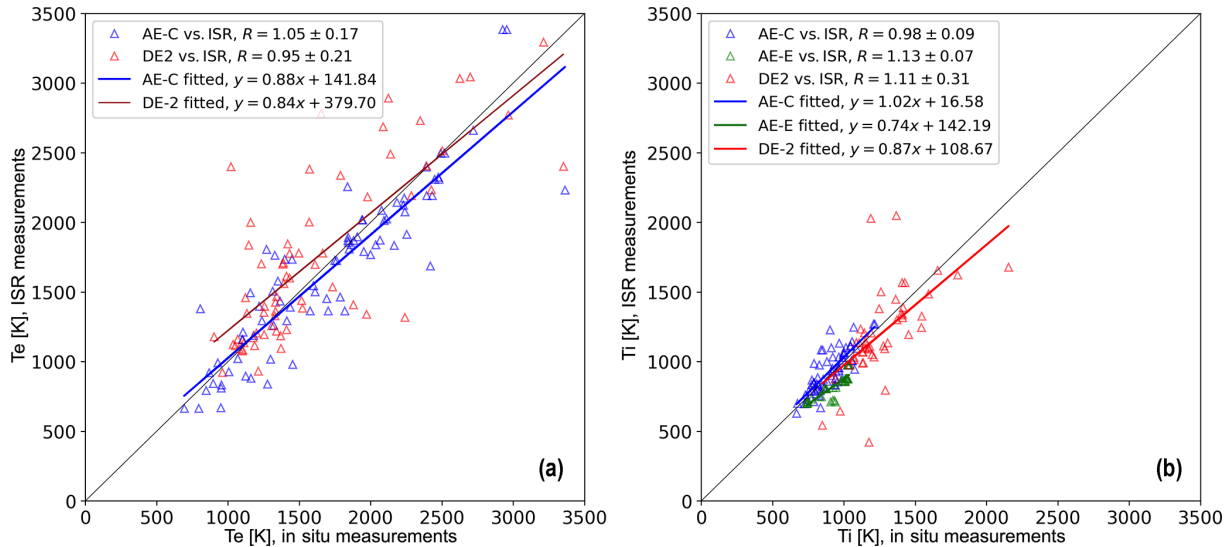 3500
3000
2500
2000
1500
1000
500
0
Te [K], ISR measurements
AE-C vs. ISR, R = 1.05 ± 0.17
DE2 vs. ISR, R = 0.95 ± 0.21
AE-C fitted, y = 0.88x + 141.84
DE-2 fitted, y = 0.84x + 379.70
(a)
0 500 1000 1500 2000 2500 3000 3500
Te [K], in situ measurements
3500
3000
2500
2000
1500
1000
500
0
Ti [K], ISR measurements
AE-C vs. ISR, R = 0.98 ± 0.09
AE-E vs. ISR, R = 1.13 ± 0.07
DE2 vs. ISR, R = 1.11 ± 0.31
AE-C fitted, y = 1.02x + 16.58
AE-E fitted, y = 0.74x + 142.19
DE-2 fitted, y = 0.87x + 108.67
(b)
0 500 1000 1500 2000 2500 3000 3500
Ti [K], in situ measurements